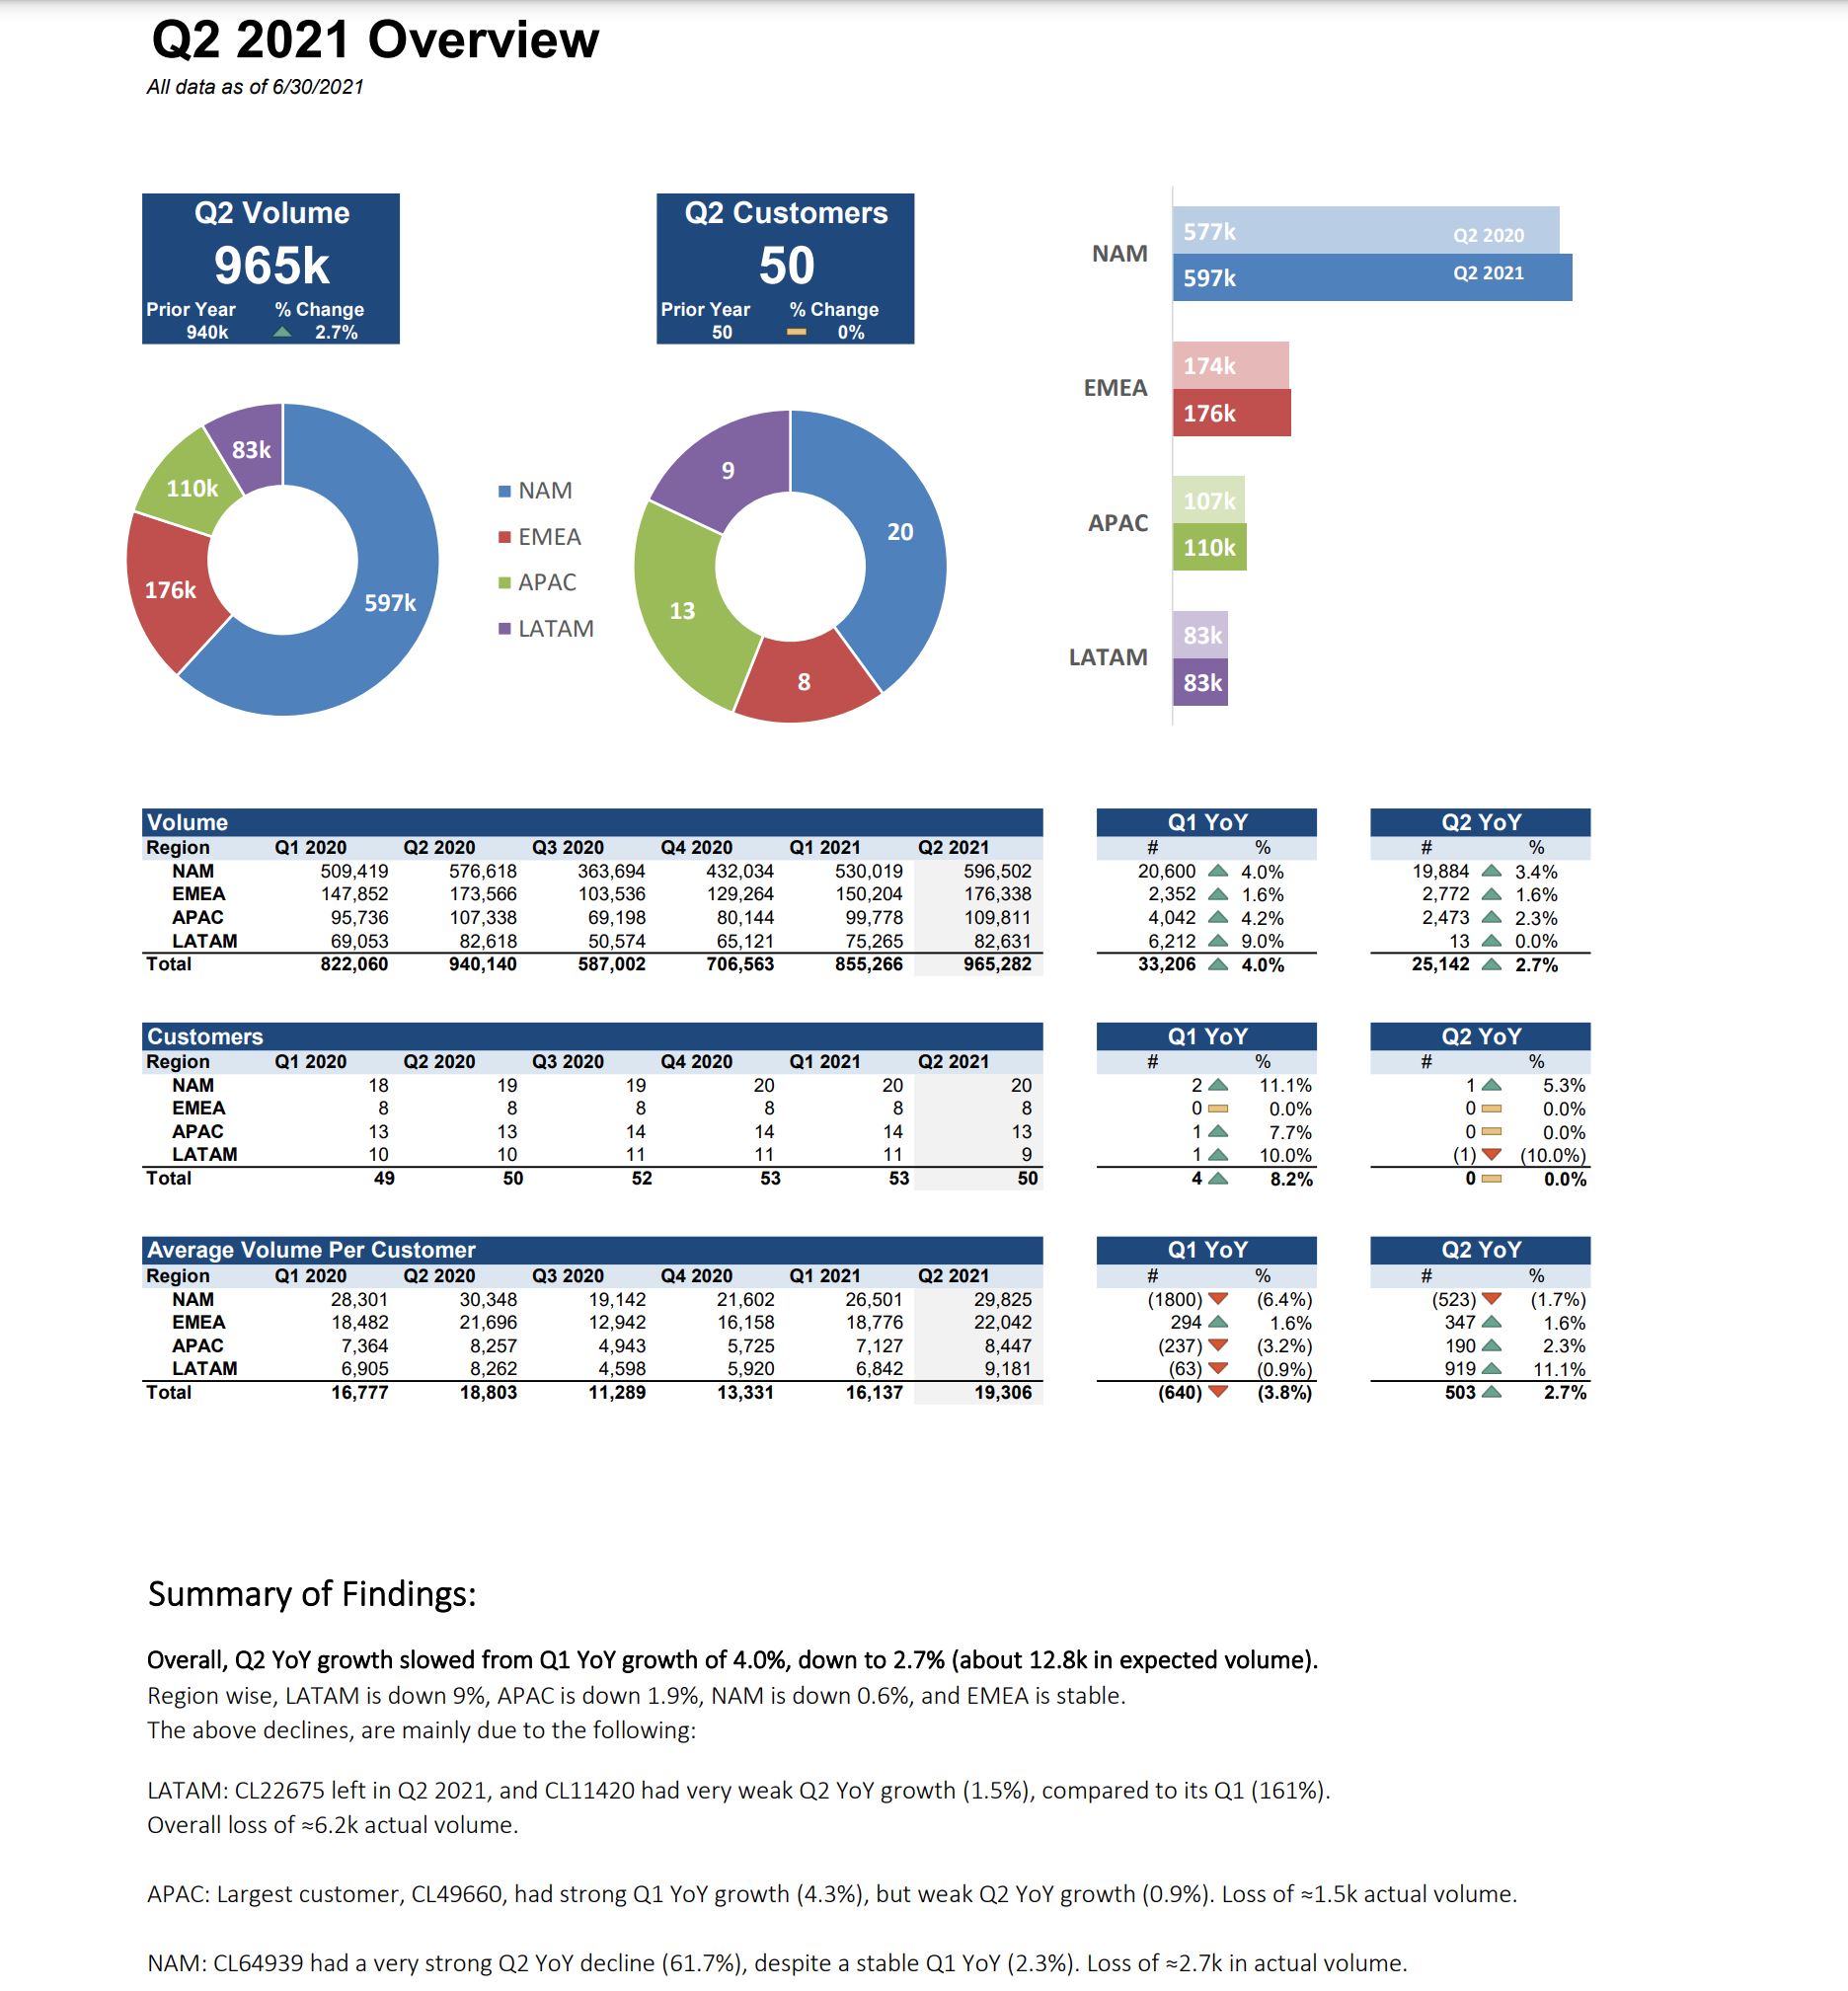 Q2 2021 Overview
All data as of 6/30/2021
Q2 Volume
965k
Prior Year % Change
940k 2.7%
Q2 Customers
50
Prior Year % Change
50 0%
83k
110k
176k
597k
NAM
EMEA
APAC
LATAM
9
20
13
8
NAM
577k Q2 2020
597k Q2 2021
EMEA
174k
176k
APAC
107k
110k
LATAM
83k
83k
Volume
Region Q1 2020 Q2 2020 Q3 2020 Q4 2020 Q1 2021 Q2 2021
NAM 509,419 576,618 363,694 432,034 530,019 596,502
EMEA 147,852 173,566 103,536 129,264 150,204 176,338
APAC 95,736 107,338 69,198 80,144 99,778 109,811
LATAM 69,053 82,618 50,574 65,121 75,265 82,631
Total 822,060 940,140 587,002 706,563 855,266 965,282
Q1 YoY
# %
20,600 4.0%
2,352 1.6%
4,042 4.2%
6,212 9.0%
33,206 4.0%
Q2 YoY
# %
19,884 3.4%
2,772 1.6%
2,473 2.3%
13 0.0%
25,142 2.7%
Customers
Region Q1 2020 Q2 2020 Q3 2020 Q4 2020 Q1 2021 Q2 2021
NAM 18 19 19 20 20 20
EMEA 8 8 8 8 8 8
APAC 13 13 14 14 14 13
LATAM 10 10 11 11 11 9
Total 49 50 52 53 53 50
Q1 YoY
# %
2 11.1%
0 0.0%
1 7.7%
1 10.0%
4 8.2%
Q2 YoY
# %
1 5.3%
0 0.0%
0 0.0%
(1) (10.0%)
0 0.0%
Average Volume Per Customer
Region Q1 2020 Q2 2020 Q3 2020 Q4 2020 Q1 2021 Q2 2021
NAM 28,301 30,348 19,142 21,602 26,501 29,825
EMEA 18,482 21,696 12,942 16,158 18,776 22,042
APAC 7,364 8,257 4,943 5,725 7,127 8,447
LATAM 6,905 8,262 4,598 5,920 6,842 9,181
Total 16,777 18,803 11,289 13,331 16,137 19,306
Q1 YoY
# %
(1800) (6.4%)
294 1.6%
(237) (3.2%)
(63) (0.9%)
(640) (3.8%)
Q2 YoY
# %
(523) (1.7%)
347 1.6%
190 2.3%
919 11.1%
503 2.7%
Summary of Findings:
Overall, Q2 YoY growth slowed from Q1 YoY growth of 4.0%, down to 2.7% (about 12.8k in expected volume).
Region wise, LATAM is down 9%, APAC is down 1.9%, NAM is down 0.6%, and EMEA is stable.
The above declines, are mainly due to the following:
LATAM: CL22675 left in Q2 2021, and CL11420 had very weak Q2 YoY growth (1.5%), compared to its Q1 (161%).
Overall loss of ≈6.2k actual volume.
APAC: Largest customer, CL49660, had strong Q1 YoY growth (4.3%), but weak Q2 YoY growth (0.9%). Loss of ≈1.5k actual volume.
NAM: CL64939 had a very strong Q2 YoY decline (61.7%), despite a stable Q1 YoY (2.3%). Loss of ≈2.7k in actual volume.